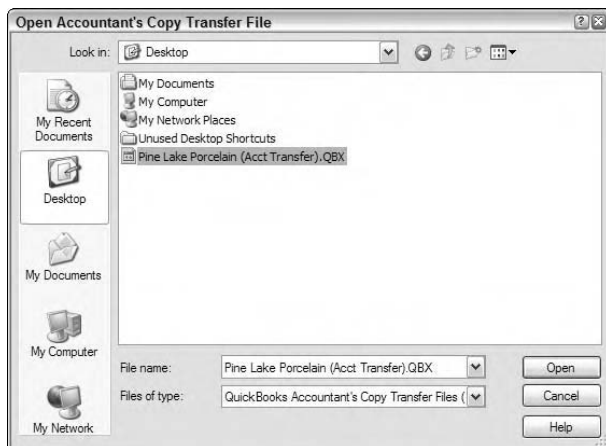 Open Accountant's Copy Transfer File
Look in:
Desktop
My Recent
Documents
Desktop
My Documents
My Computer
My Network
My Documents
My Computer
My Network Places
Unused Desktop Shortcuts
Pine Lake Porcelain (Acct Transfer).QBX
File name:
Pine Lake Porcelain (Acct Transfer).QBX
Open
Files of type:
QuickBooks Accountant's Copy Transfer Files (
Cancel
Help